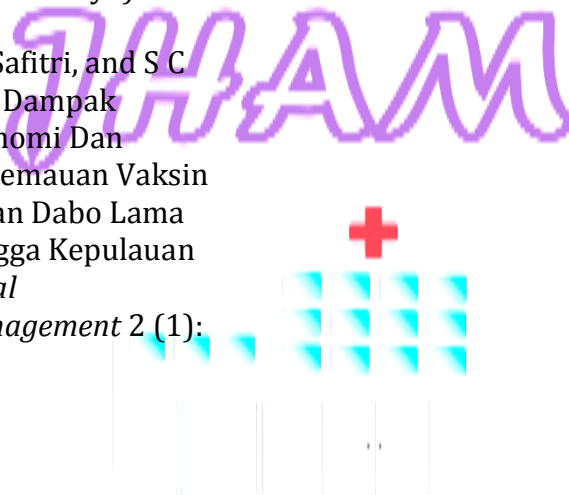 JHAM
Safitri, and S C
Dampak
nomi Dan
emauan Vaksin
an Dabo Lama
gga Kepulauan
al
nagement 2 (1):